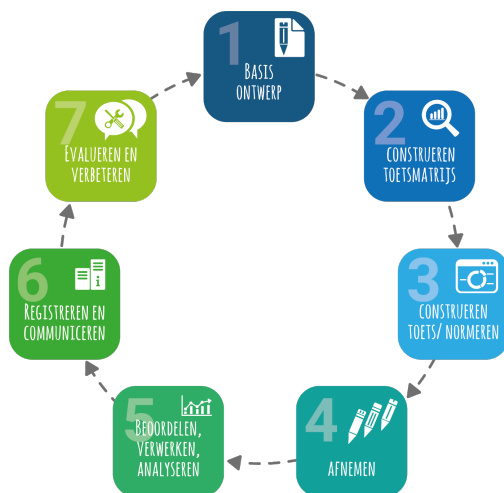 1
BASIS
ONTWERP
2
CONSTRUEREN
TOETSMATRIJS
3
CONSTRUEREN
TOETS/ NORMEREN
4
AFNEMEN
5
BEOORDELEN,
VERWERKEN,
ANALYSEREN
6
REGISTREREN EN
COMMUNICEREN
7
EVALUEREN EN
VERBETEREN